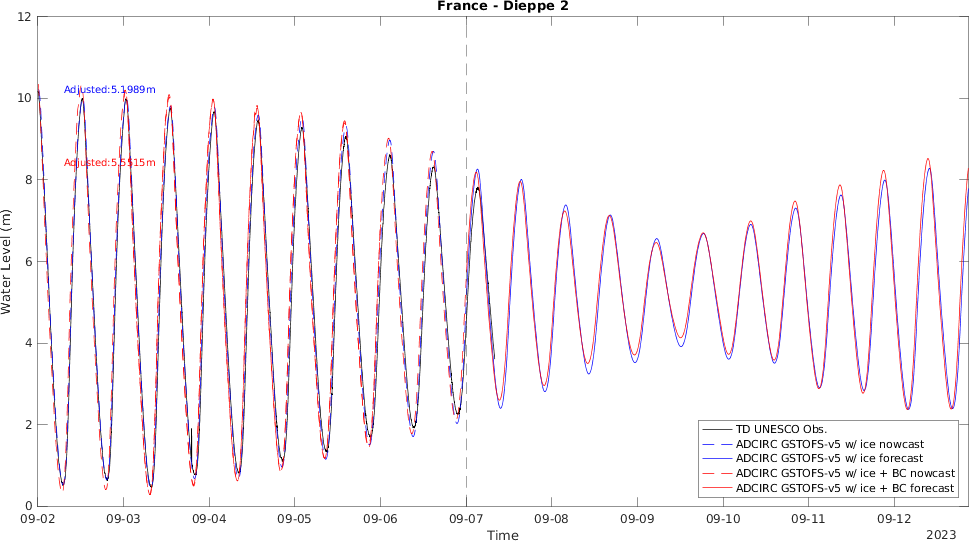 France - Dieppe 2
12
10
8
6
4
2
0
Water Level (m)
Adjusted:5.1989m
Adjusted:5.5515m
TD UNESCO Obs.
ADCIRC GSTOFS-v5 w/ ice nowcast
ADCIRC GSTOFS-v5 w/ ice forecast
ADCIRC GSTOFS-v5 w/ ice + BC nowcast
ADCIRC GSTOFS-v5 w/ ice + BC forecast
09-02 09-03 09-04 09-05 09-06 09-07 09-08 09-09 09-10 09-11 09-12
Time
2023